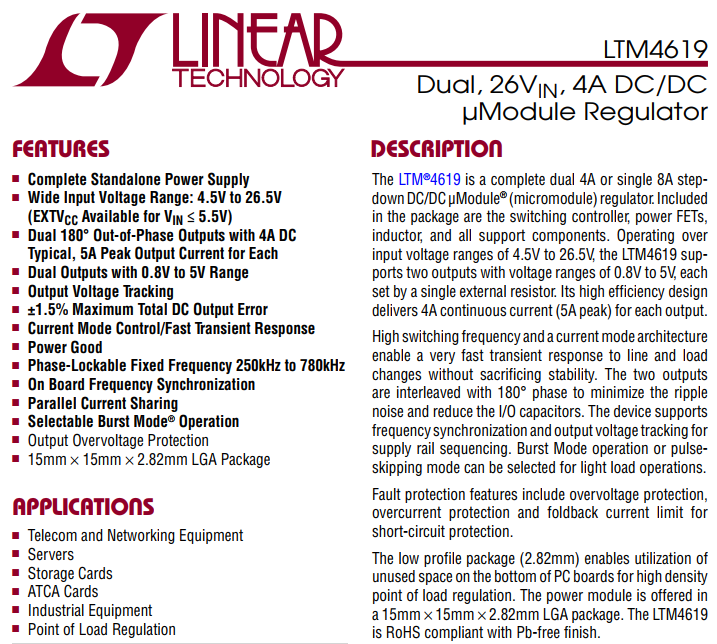 LINEAR
TECHNOLOGY
LTM4619
Dual, 26VIN, 4A DC/DC
µModule Regulator
FEATURES
■ Complete Standalone Power Supply
■ Wide Input Voltage Range: 4.5V to 26.5V
(EXTVCC Available for VIN ≤ 5.5V)
■ Dual 180° Out-of-Phase Outputs with 4A DC
Typical, 5A Peak Output Current for Each
■ Dual Outputs with 0.8V to 5V Range
■ Output Voltage Tracking
■ ±1.5% Maximum Total DC Output Error
■ Current Mode Control/Fast Transient Response
■ Power Good
■ Phase-Lockable Fixed Frequency 250kHz to 780kHz
■ On Board Frequency Synchronization
■ Parallel Current Sharing
■ Selectable Burst Mode® Operation
■ Output Overvoltage Protection
■ 15mm × 15mm × 2.82mm LGA Package
APPLICATIONS
■ Telecom and Networking Equipment
■ Servers
■ Storage Cards
■ ATCA Cards
■ Industrial Equipment
■ Point of Load Regulation
DESCRIPTION
The LTM®4619 is a complete dual 4A or single 8A step-
down DC/DC µModule® (micromodule) regulator. Included
in the package are the switching controller, power FETs,
inductor, and all support components. Operating over
input voltage ranges of 4.5V to 26.5V, the LTM4619 sup-
ports two outputs with voltage ranges of 0.8V to 5V, each
set by a single external resistor. Its high efficiency design
delivers 4A continuous current (5A peak) for each output.
High switching frequency and a current mode architecture
enable a very fast transient response to line and load
changes without sacrificing stability. The two outputs
are interleaved with 180° phase to minimize the ripple
noise and reduce the I/O capacitors. The device supports
frequency synchronization and output voltage tracking for
supply rail sequencing. Burst Mode operation or pulse-
skipping mode can be selected for light load operations.
Fault protection features include overvoltage protection,
overcurrent protection and foldback current limit for
short-circuit protection.
The low profile package (2.82mm) enables utilization of
unused space on the bottom of PC boards for high density
point of load regulation. The power module is offered in
a 15mm × 15mm × 2.82mm LGA package. The LTM4619
is RoHS compliant with Pb-free finish.